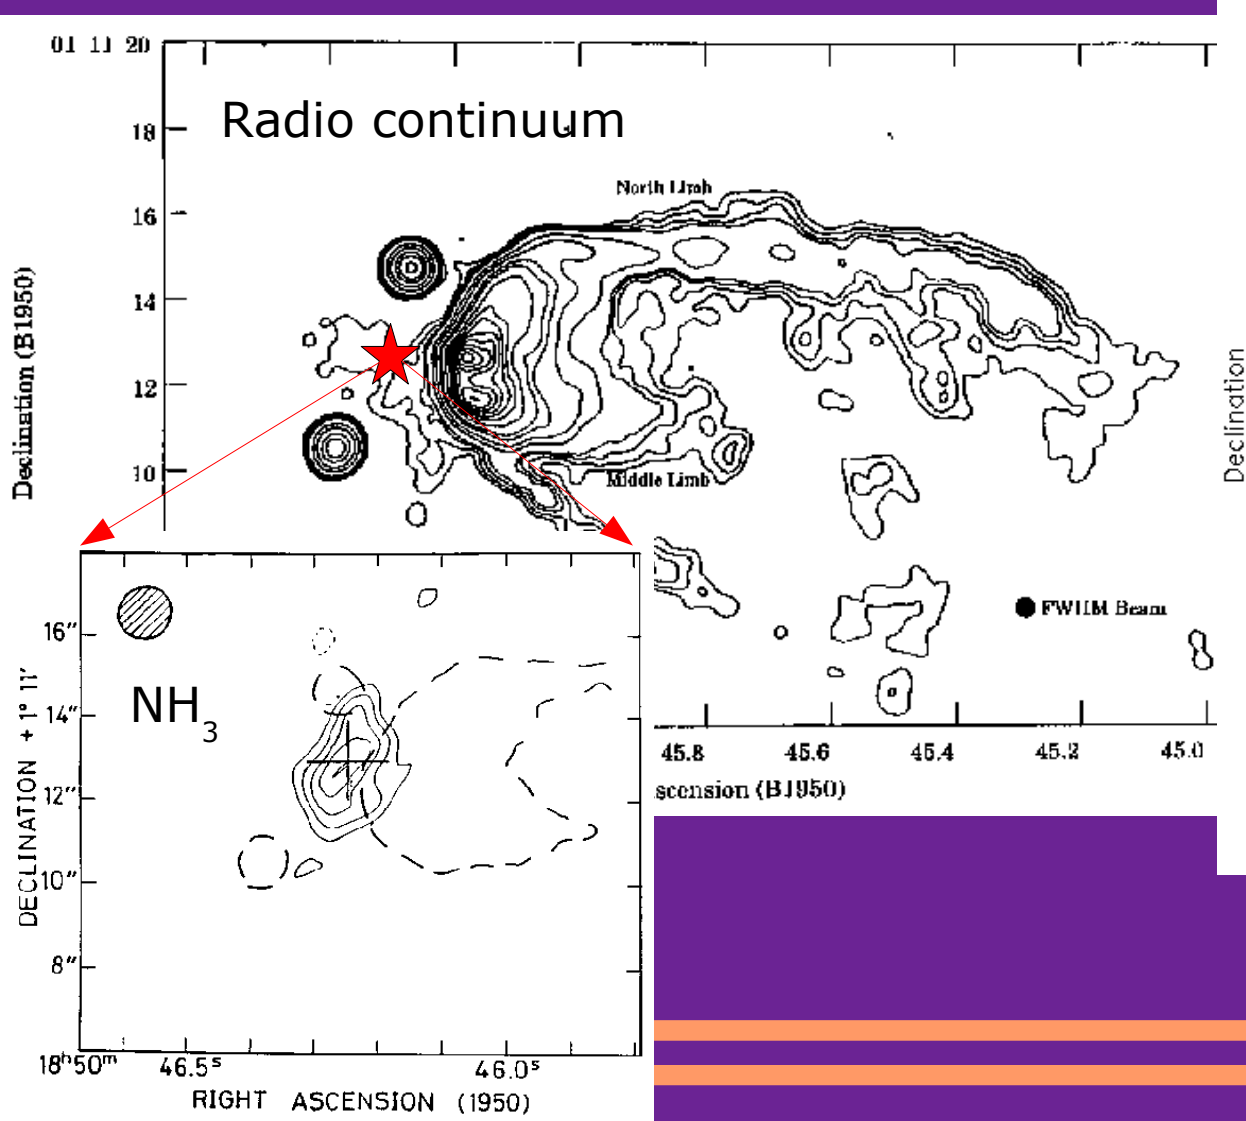 01 11 20
Radio continuum
18
North Limb
16
14
12
10
Declination (B1950)
Declination
Middle Limb
FWHM Beam
45.8 45.6 45.4 45.2 45.0
scension (B1950)
NH3
16"
14"
12"
10"
8"
DECLINATION + 1° 11'
18h50m 46.5s 46.0s
RIGHT ASCENSION (1950)